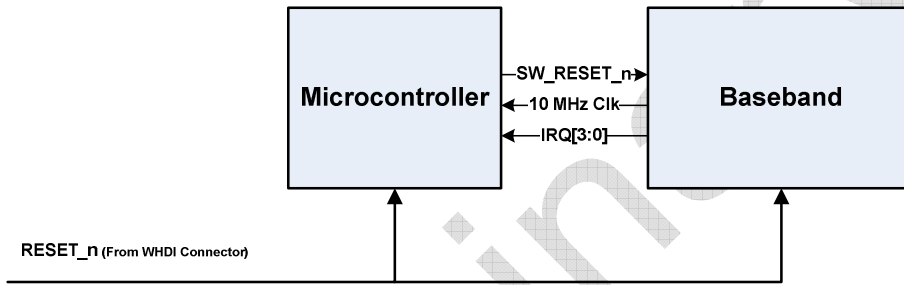 Microcontroller
SW_RESET_n
10 MHz Clk
IRQ[3:0]
Baseband
RESET_n (From WHDI Connector)